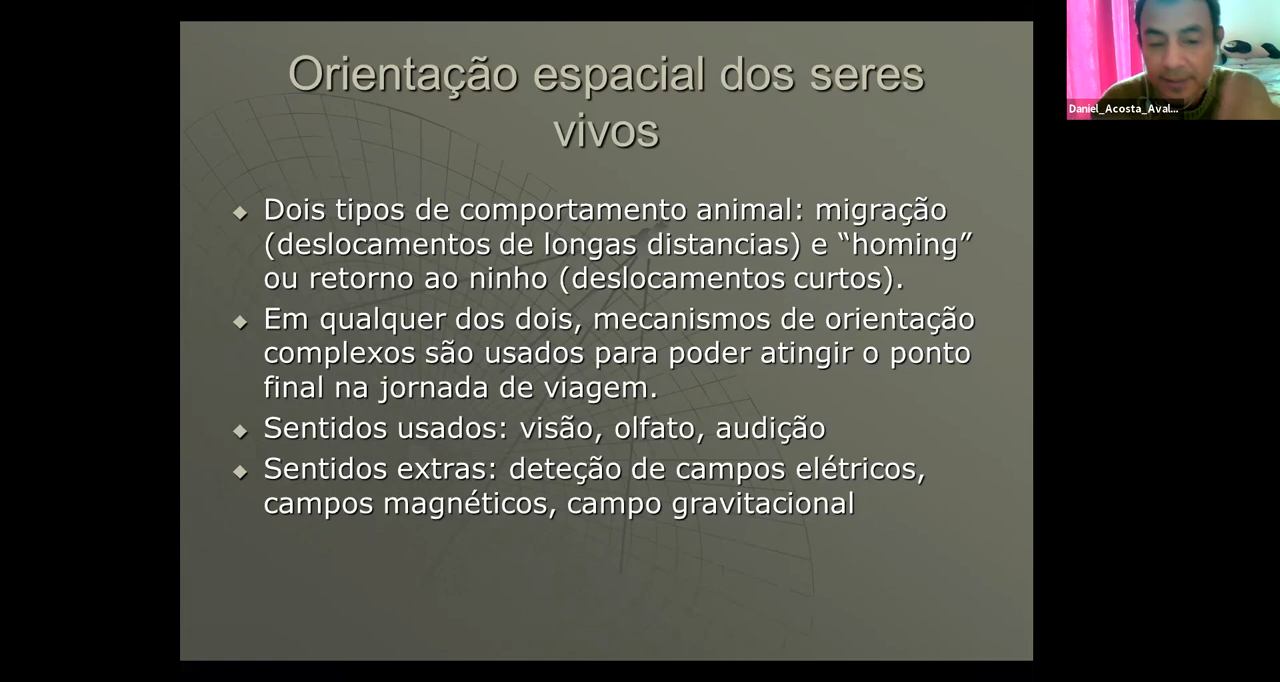 Orientação espacial dos seres
vivos
Dois tipos de comportamento animal: migração
(deslocamentos de longas distancias) e “homing”
ou retorno ao ninho (deslocamentos curtos).
Em qualquer dos dois, mecanismos de orientação
complexos são usados para poder atingir o ponto
final na jornada de viagem.
Sentidos usados: visão, olfato, audição
Sentidos extras: deteção de campos elétricos,
campos magnéticos, campo gravitacional
Daniel_Acosta_Aval...